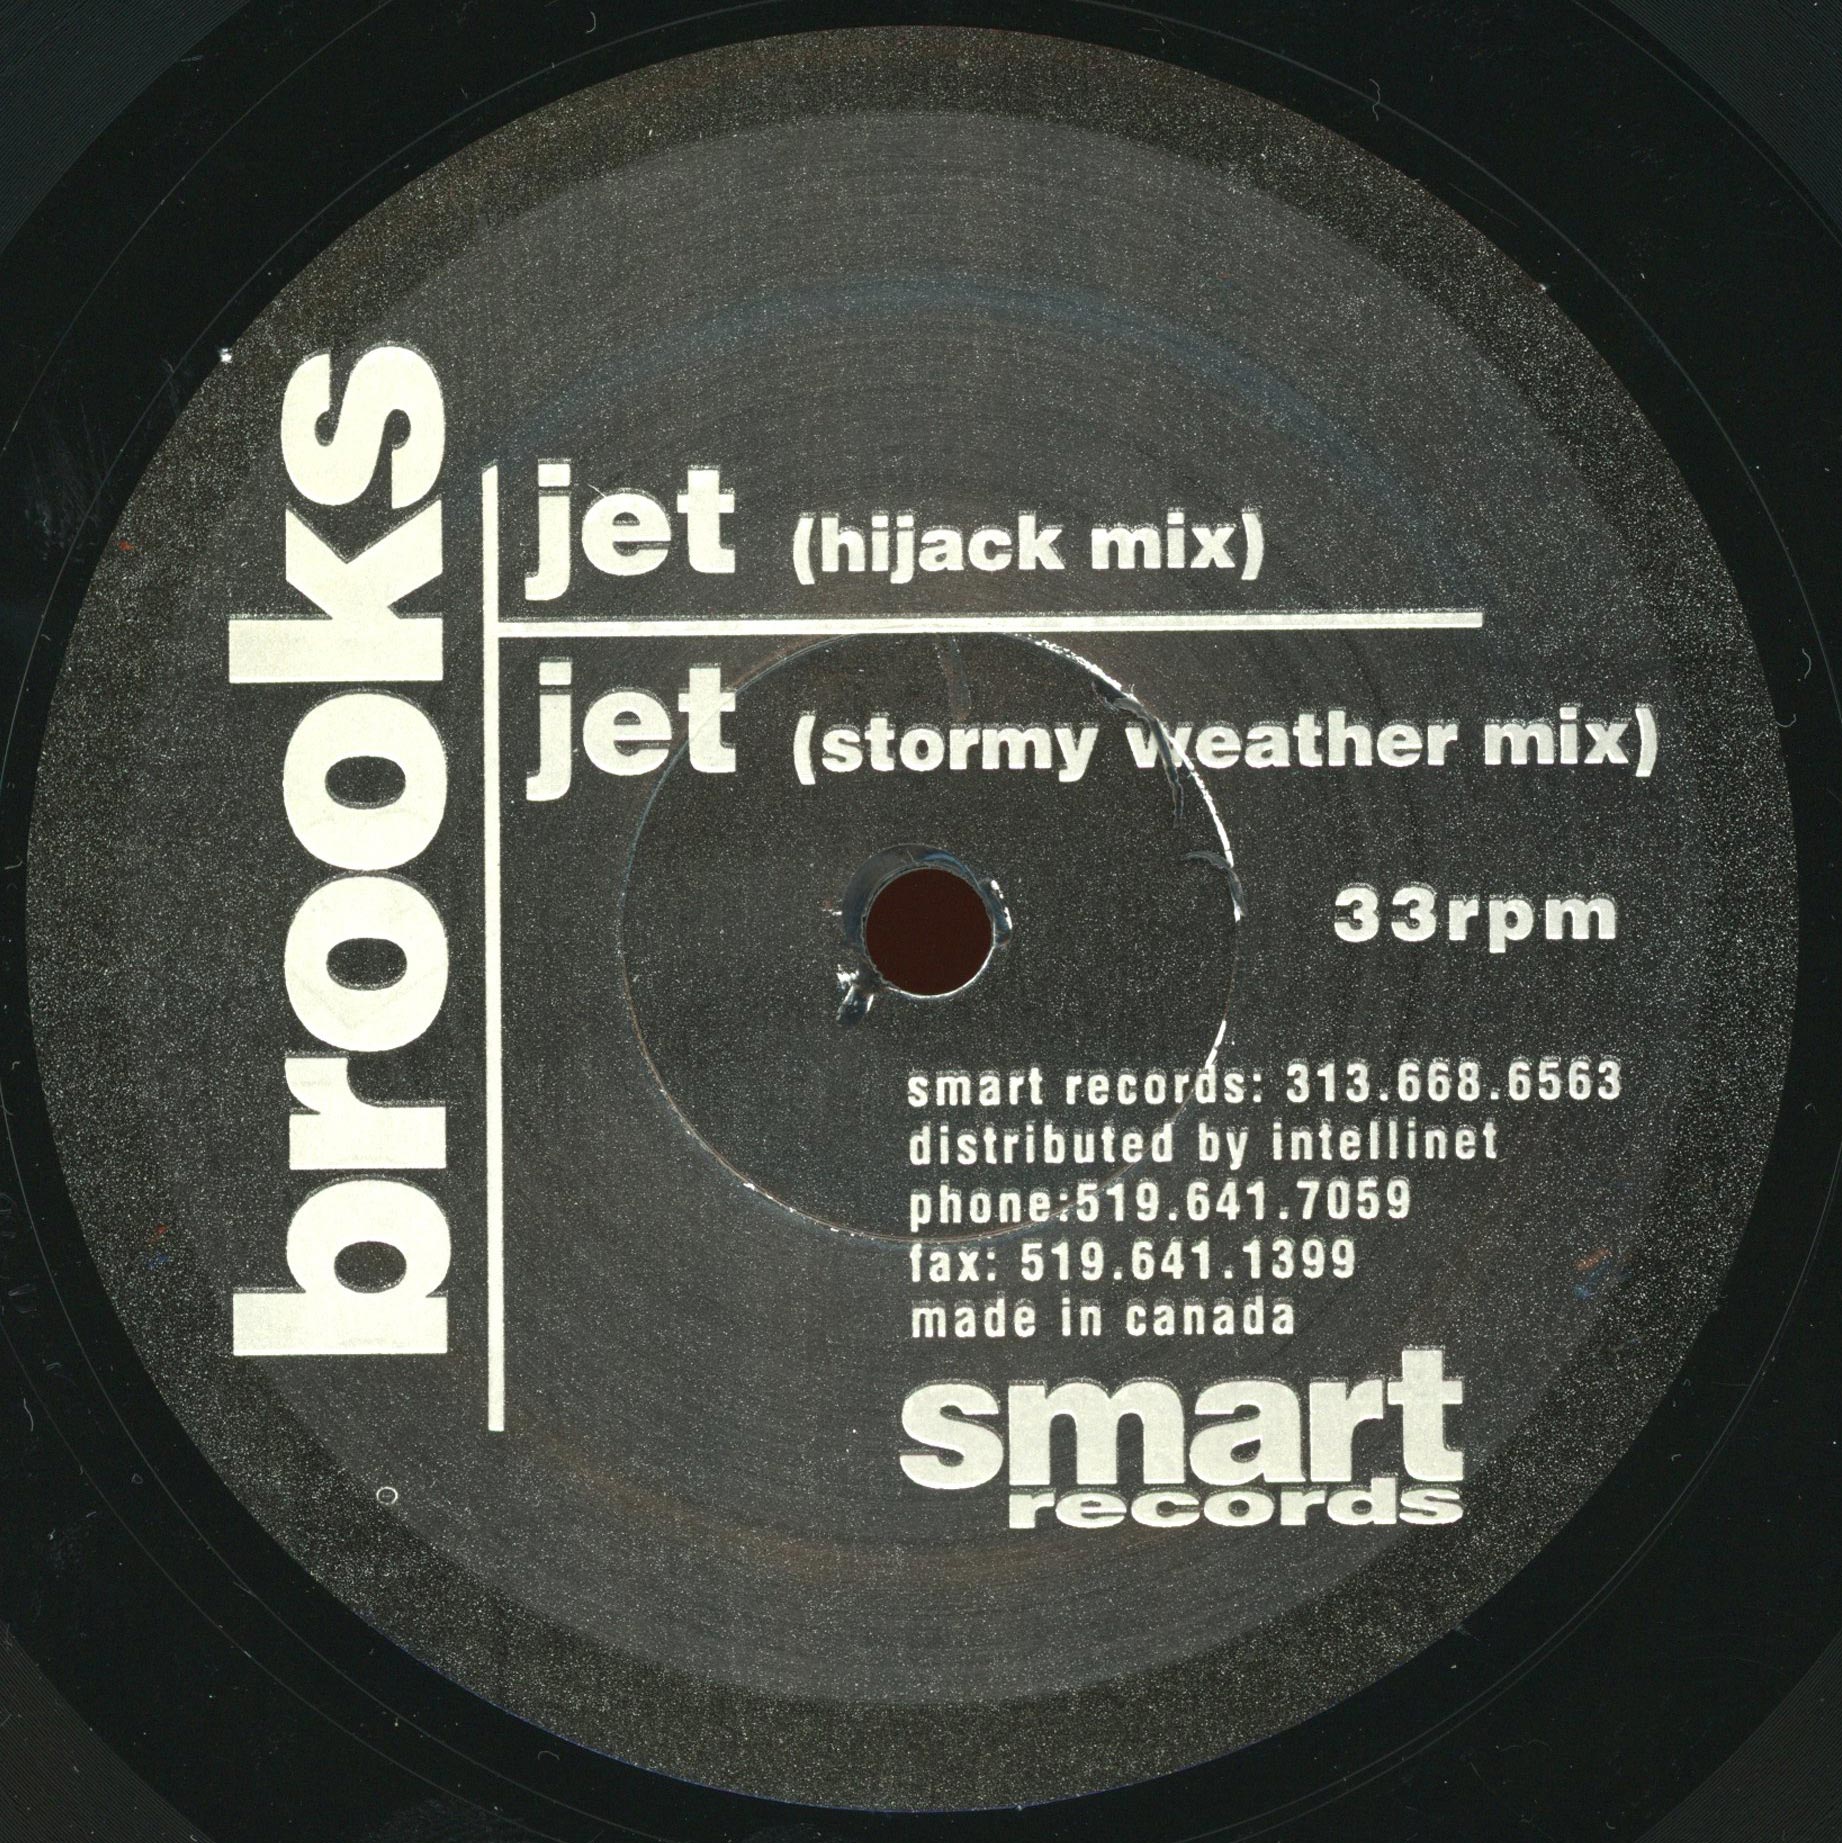 brooks
jet (hijack mix)
jet (stormy weather mix)
33rpm
smart records: 313.668.6563
distributed by intellinet
phone:519.641.7059
fax: 519.641.1399
made in canada
smart
records